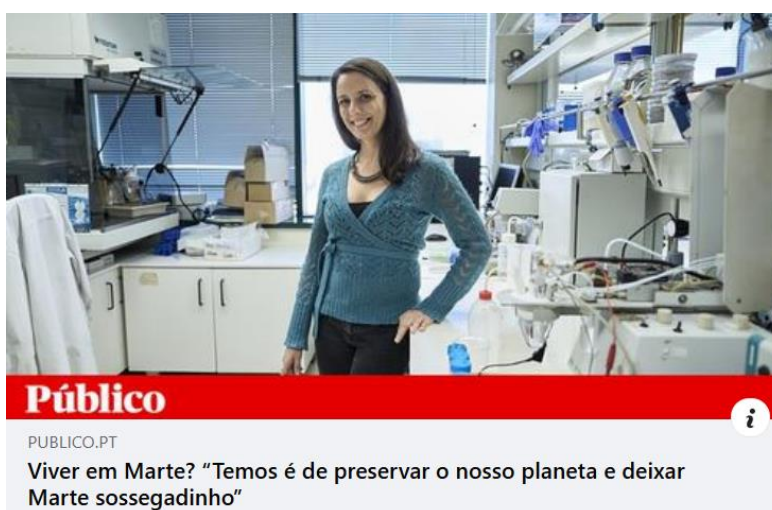 Público
i
PUBLICO.PT
Viver em Marte? “Temos é de preservar o nosso planeta e deixar
Marte sossegadinho”